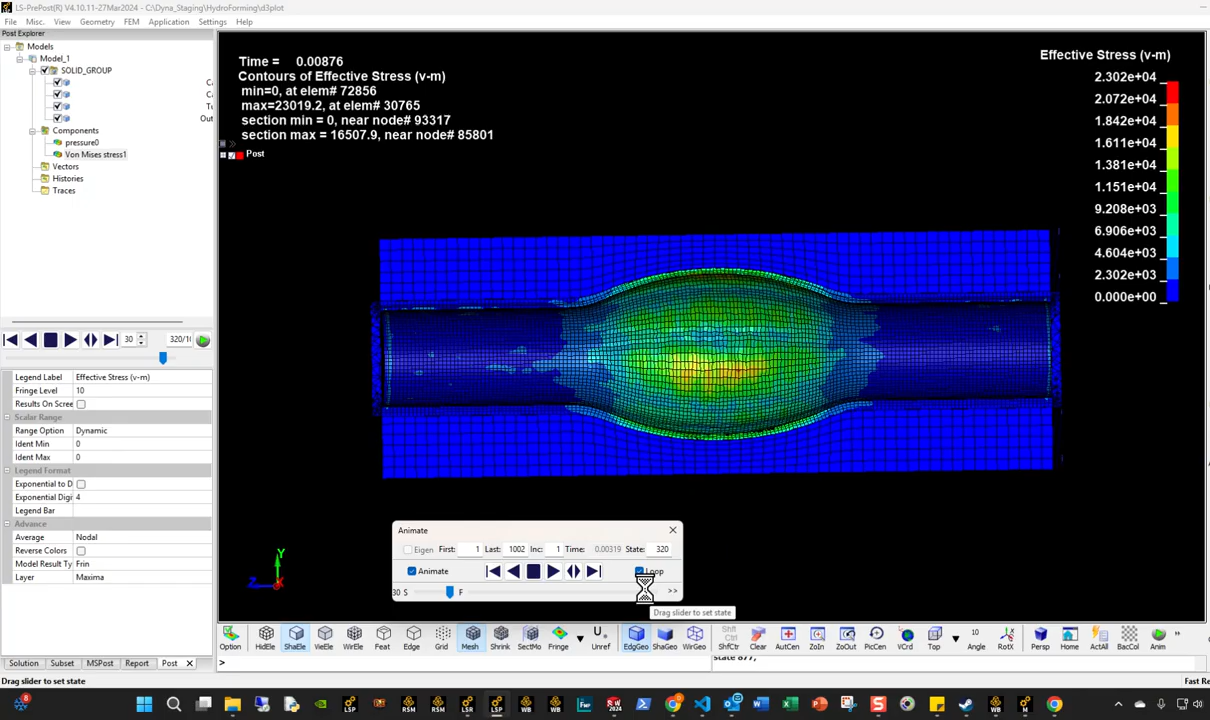 LS-PrePost(R) V4.10.11-27Mar2024 - C:\Dyna_Staging\HydroForming\d3plot
File Misc. View Geometry FEM Application Settings Help
Post Explorer
Models
Model_1
SOLID_GROUP
Ca
Ca
Tu
Out
Components
pressure0
Von Mises stress1
Vectors
Histories
Traces
30
320/10
Legend Label Effective Stress (v-m)
Fringe Level 10
Results On Scree
Scalar Range
Range Option Dynamic
Ident Min 0
Ident Max 0
Legend Format
Exponential to D
Exponential Digi 4
Legend Bar
Advance
Average Nodal
Reverse Colors
Model Result Ty Frin
Layer Maxima
Time = 0.00876
Contours of Effective Stress (v-m)
min=0, at elem# 72856
max=23019.2, at elem# 30765
section min = 0, near node# 93317
section max = 16507.9, near node# 85801
Post
Effective Stress (v-m)
2.302e+04
2.072e+04
1.842e+04
1.611e+04
1.381e+04
1.151e+04
9.208e+03
6.906e+03
4.604e+03
2.302e+03
0.000e+00
Y
Z
X
Animate
Eigen First: 1 Last: 1002 Inc: 1 Time: 0.00319 State: 320
Animate Loop
30 S F >>
Drag slider to set state
Option HidEle ShaEle VieEle WirEle Feat Edge Grid Mesh Shrink SectMo Fringe Unref EdgGeo ShaGeo WirGeo ShfCtr Clear AutCen ZoIn ZoOut PicCen VCrd Top Angle RotX Persp Home ActAll BacCol Anim
Solution Subset MSPost Report Post
>
state 877,
Drag slider to set state
Fast Re